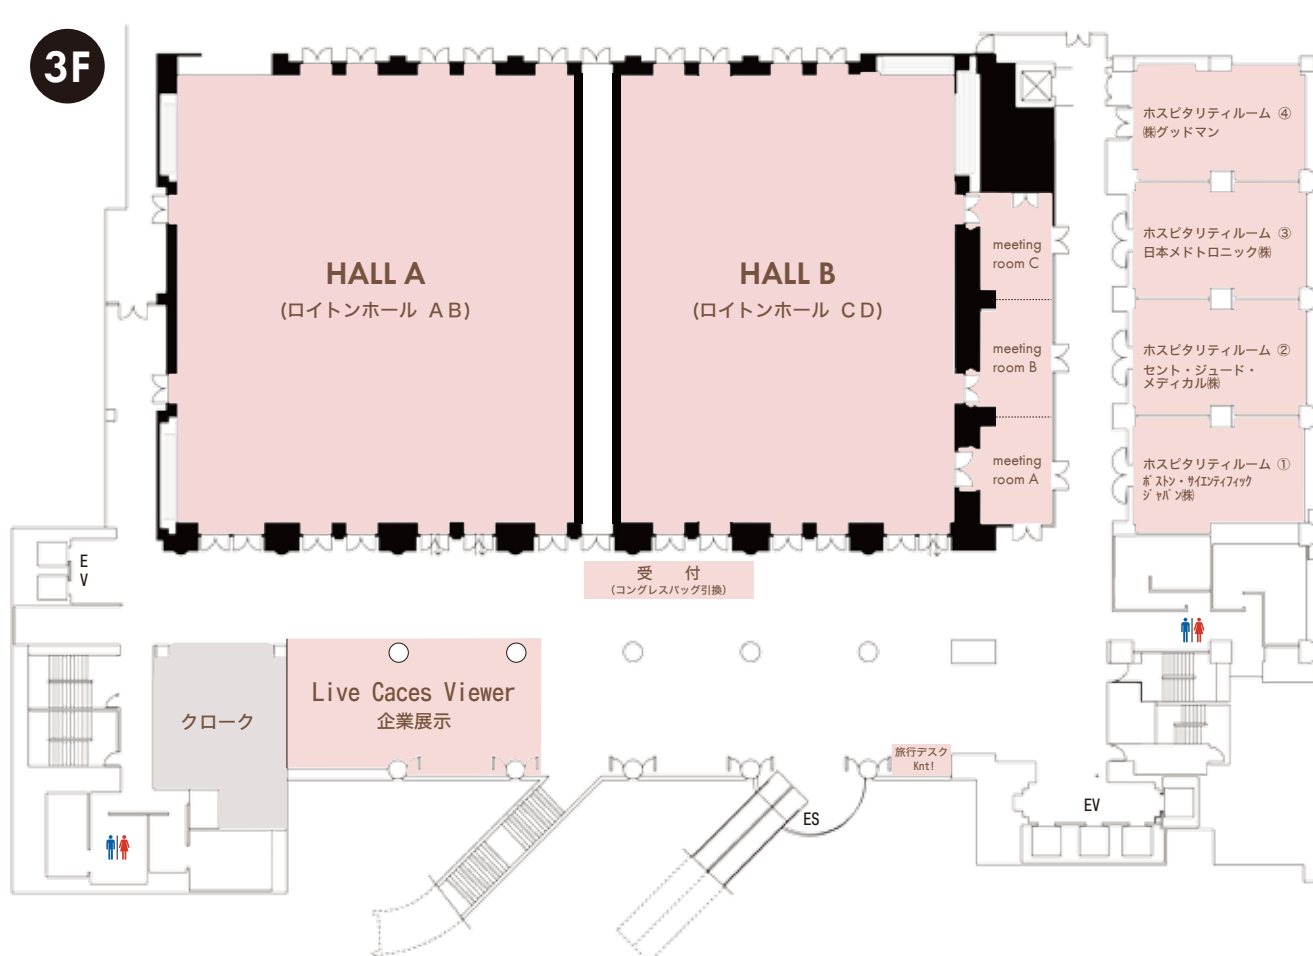 3F
HALL A
(ロイトンホール AB)
HALL B
(ロイトンホール CD)
meeting
room C
meeting
room B
meeting
room A
ホスピタリティルーム ④
㈱グッドマン
ホスピタリティルーム ③
日本メドトロニック㈱
ホスピタリティルーム ②
セント・ジュード・
メディカル㈱
ホスピタリティルーム ①
ボストン・サイエンティフィック
ジャパン㈱
E
V
受　付
(コングレスバッグ引換)
クローク
Live Caces Viewer
企業展示
旅行デスク
Knt!
ES
EV